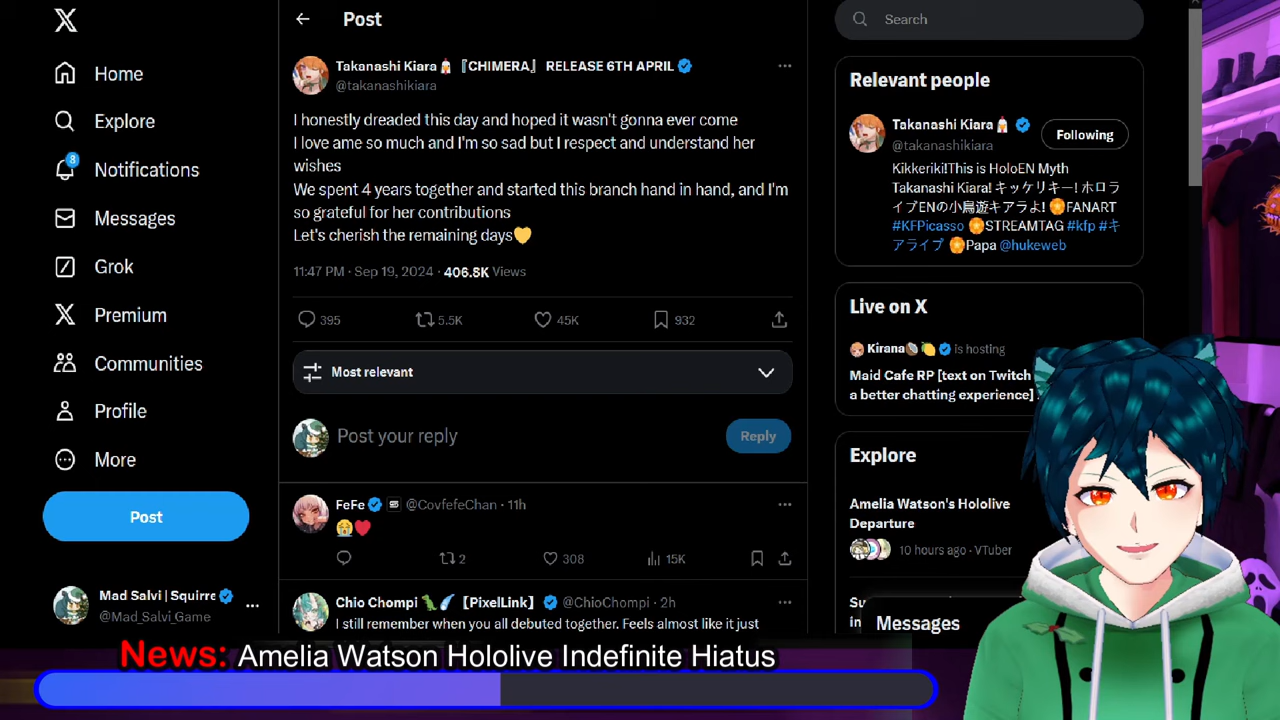 Post
Search
Home
Explore
8
Notifications
Messages
Grok
Premium
Communities
Profile
More
Post
Mad Salvi | Squirre
@Mad_Salvi_Game
Takanashi Kiara🐔『CHIMERA』 RELEASE 6TH APRIL
@takanashikiara
I honestly dreaded this day and hoped it wasn't gonna ever come
I love ame so much and I'm so sad but I respect and understand her
wishes
We spent 4 years together and started this branch hand in hand, and I'm
so grateful for her contributions
Let's cherish the remaining days💛
11:47 PM · Sep 19, 2024 · 406.8K Views
395 5.5K 45K 932
Most relevant
Post your reply
Reply
FeFe @CovfefeChan · 11h
😭❤️
2 308 15K
Chio Chompi 【PixelLink】 @ChioChompi · 2h
I still remember when you all debuted together. Feels almost like it just
Relevant people
Takanashi Kiara🐔
@takanashikiara
Following
Kikkeriki!This is HoloEN Myth
Takanashi Kiara! キッケリキー! ホロラ
イブENの小鳥遊キアラよ! FANART
#KFPicasso STREAMTAG #kfp #キ
アライブ Papa @hukeweb
Live on X
Kirana🥥🍋 is hosting
Maid Cafe RP [text on Twitch
a better chatting experience]
Explore
Amelia Watson's Hololive
Departure
10 hours ago · VTuber
Su
in
Messages
News: Amelia Watson Hololive Indefinite Hiatus